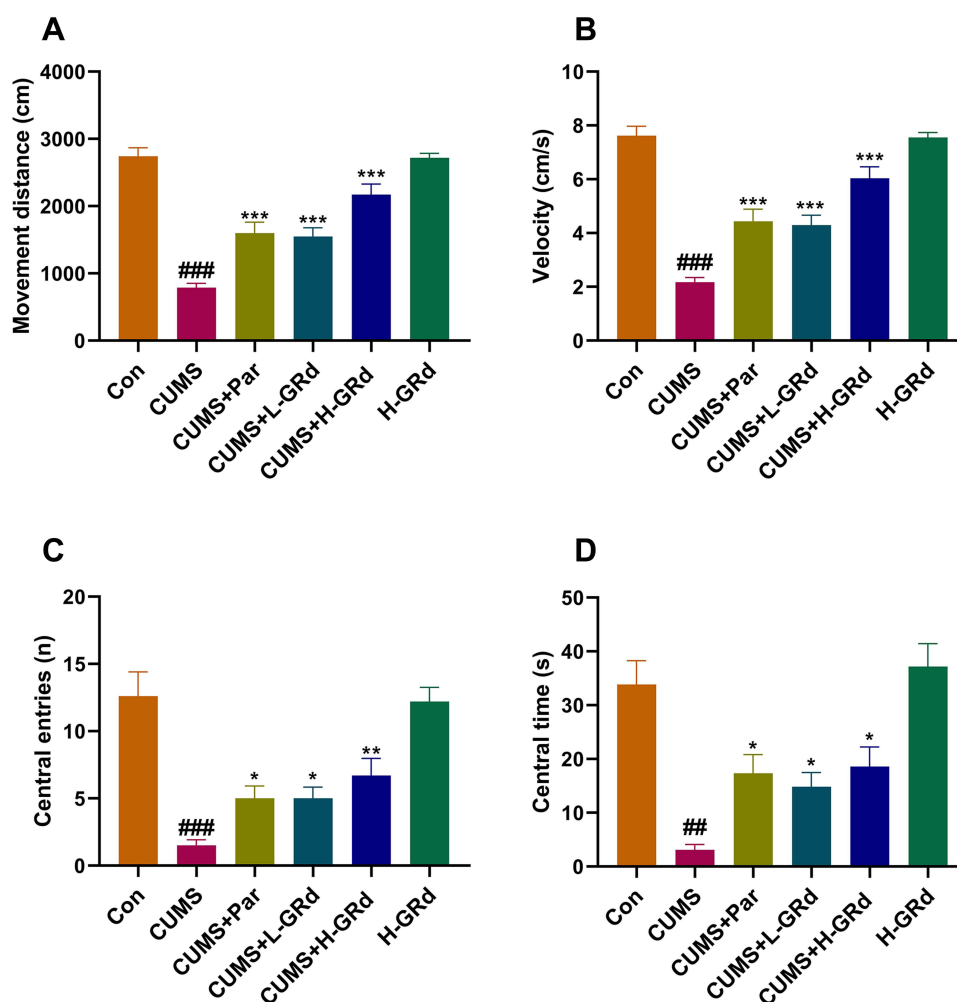 A
Movement distance (cm)
4000
3000
2000
1000
0
###
***
***
***
Con
CUMS
CUMS+Par
CUMS+L-GRd
CUMS+H-GRd
H-GRd
B
Velocity (cm/s)
10
8
6
4
2
0
###
***
***
***
Con
CUMS
CUMS+Par
CUMS+L-GRd
CUMS+H-GRd
H-GRd
C
Central entries (n)
20
15
10
5
0
###
*
*
**
Con
CUMS
CUMS+Par
CUMS+L-GRd
CUMS+H-GRd
H-GRd
D
Central time (s)
50
40
30
20
10
0
##
*
*
*
Con
CUMS
CUMS+Par
CUMS+L-GRd
CUMS+H-GRd
H-GRd